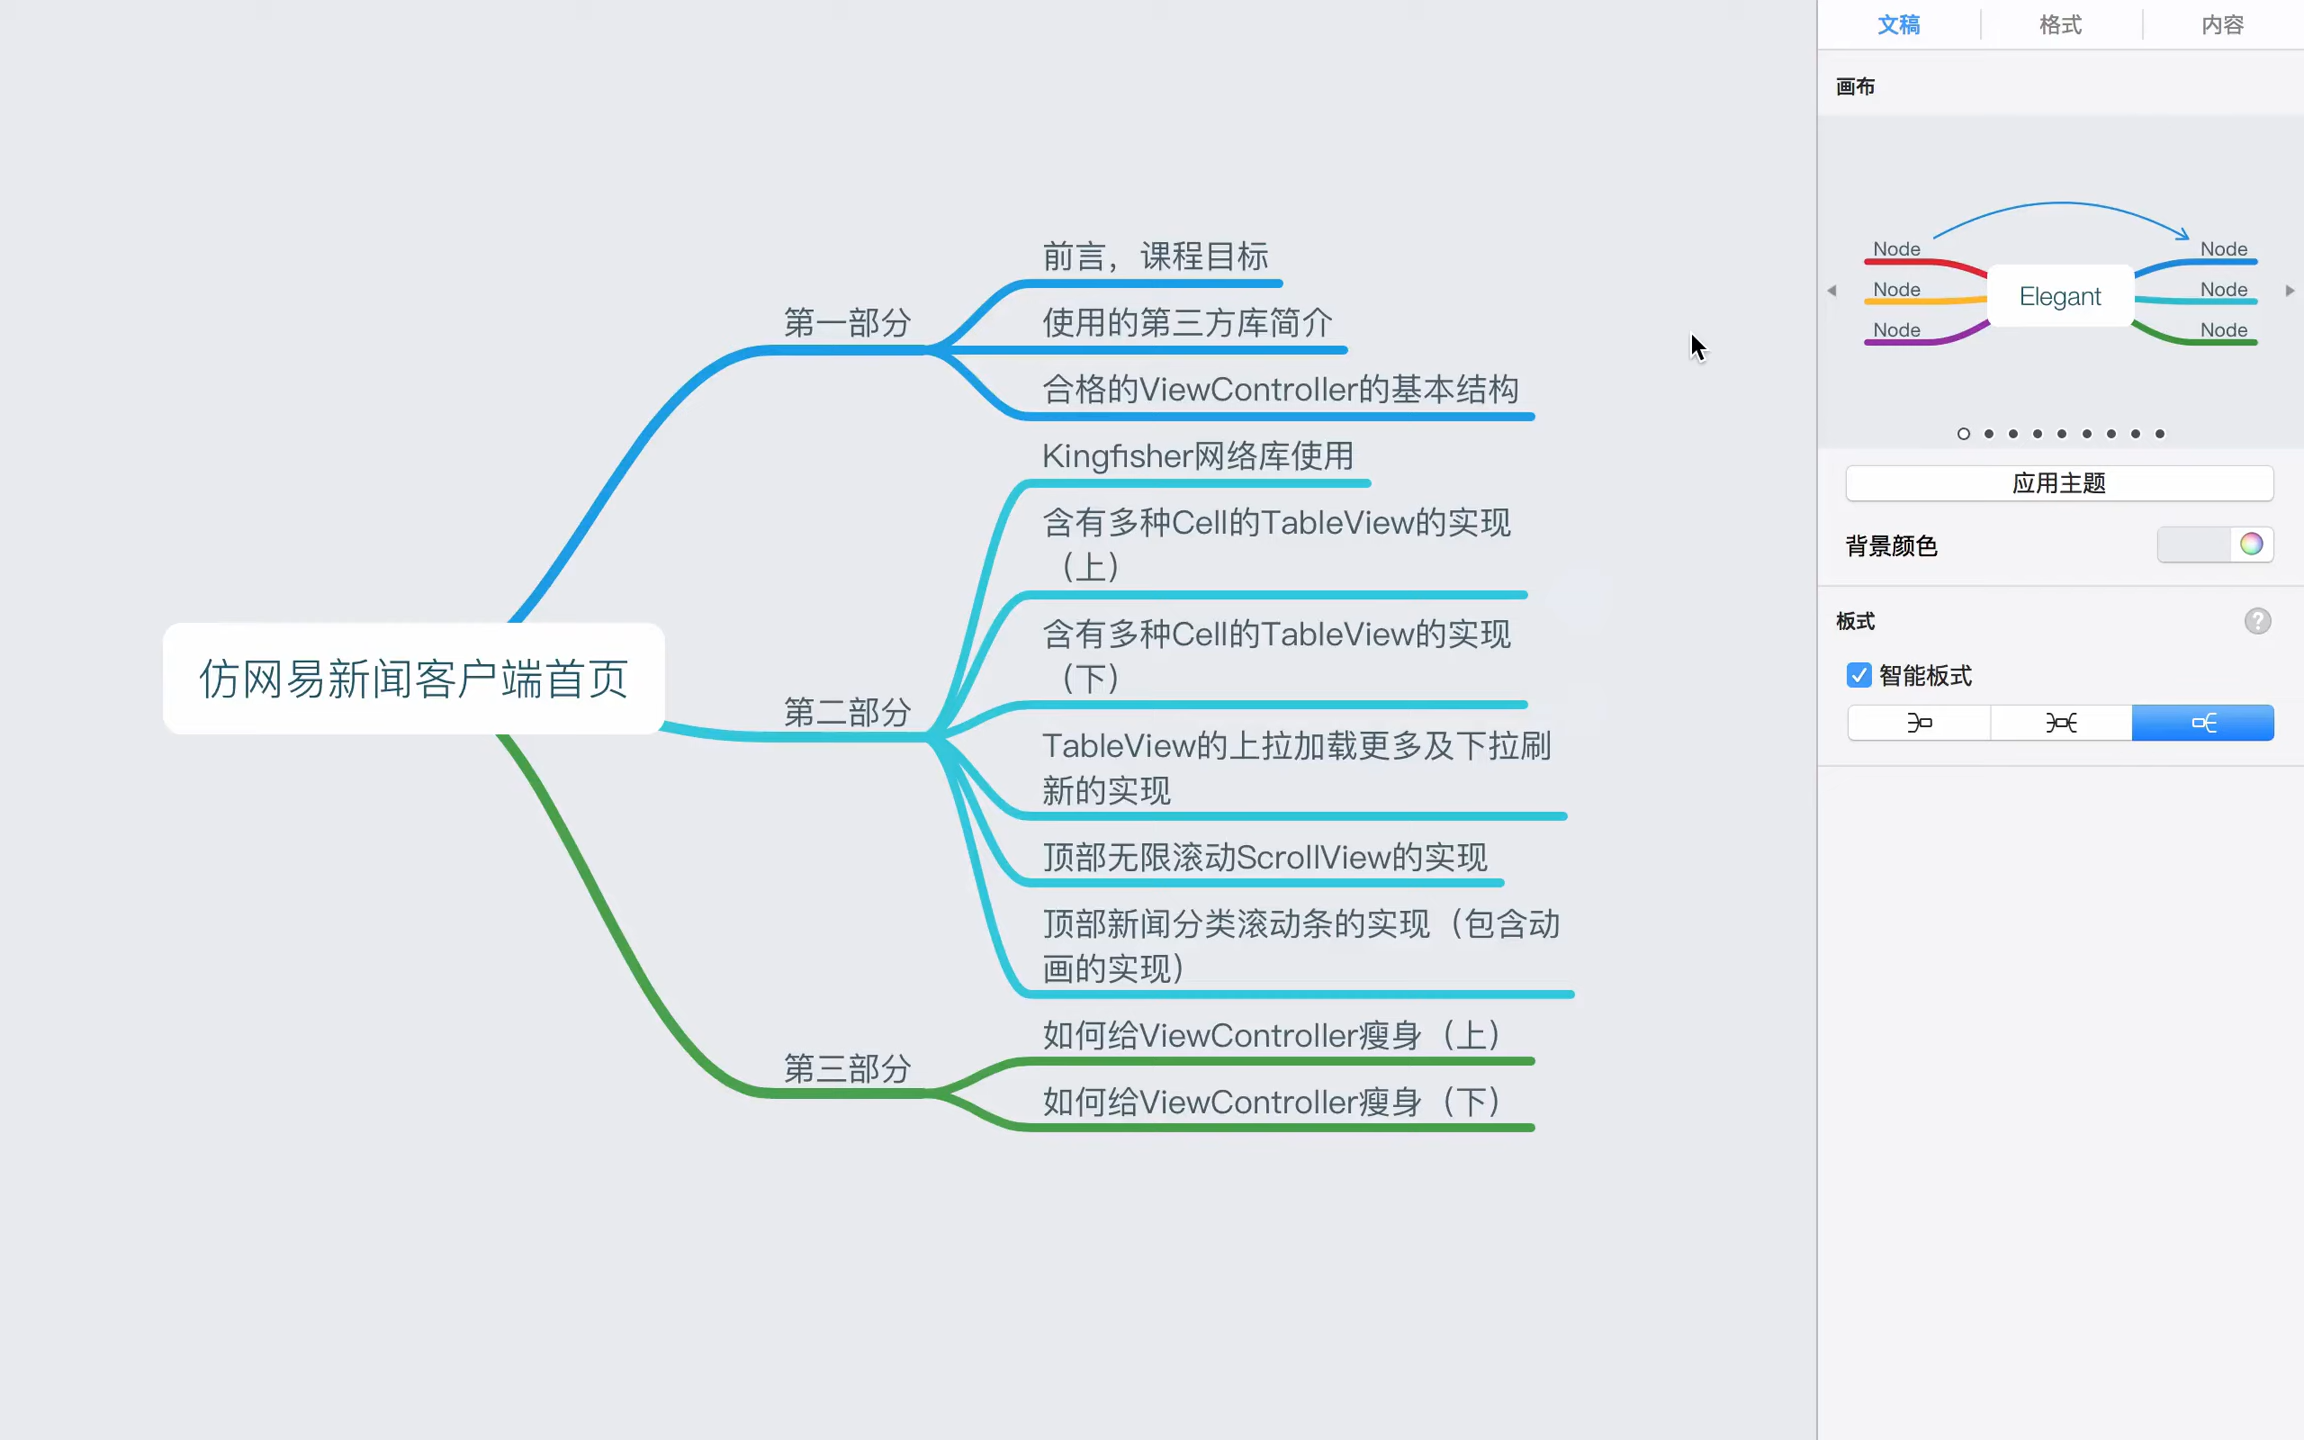 仿网易新闻客户端首页
第一部分
前言，课程目标
使用的第三方库简介
合格的ViewController的基本结构
第二部分
Kingfisher网络库使用
含有多种Cell的TableView的实现
（上）
含有多种Cell的TableView的实现
（下）
TableView的上拉加载更多及下拉刷
新的实现
顶部无限滚动ScrollView的实现
顶部新闻分类滚动条的实现（包含动
画的实现）
第三部分
如何给ViewController瘦身（上）
如何给ViewController瘦身（下）
文稿
格式
内容
画布
Node
Node
Node
Elegant
Node
Node
Node
应用主题
背景颜色
板式
?
智能板式